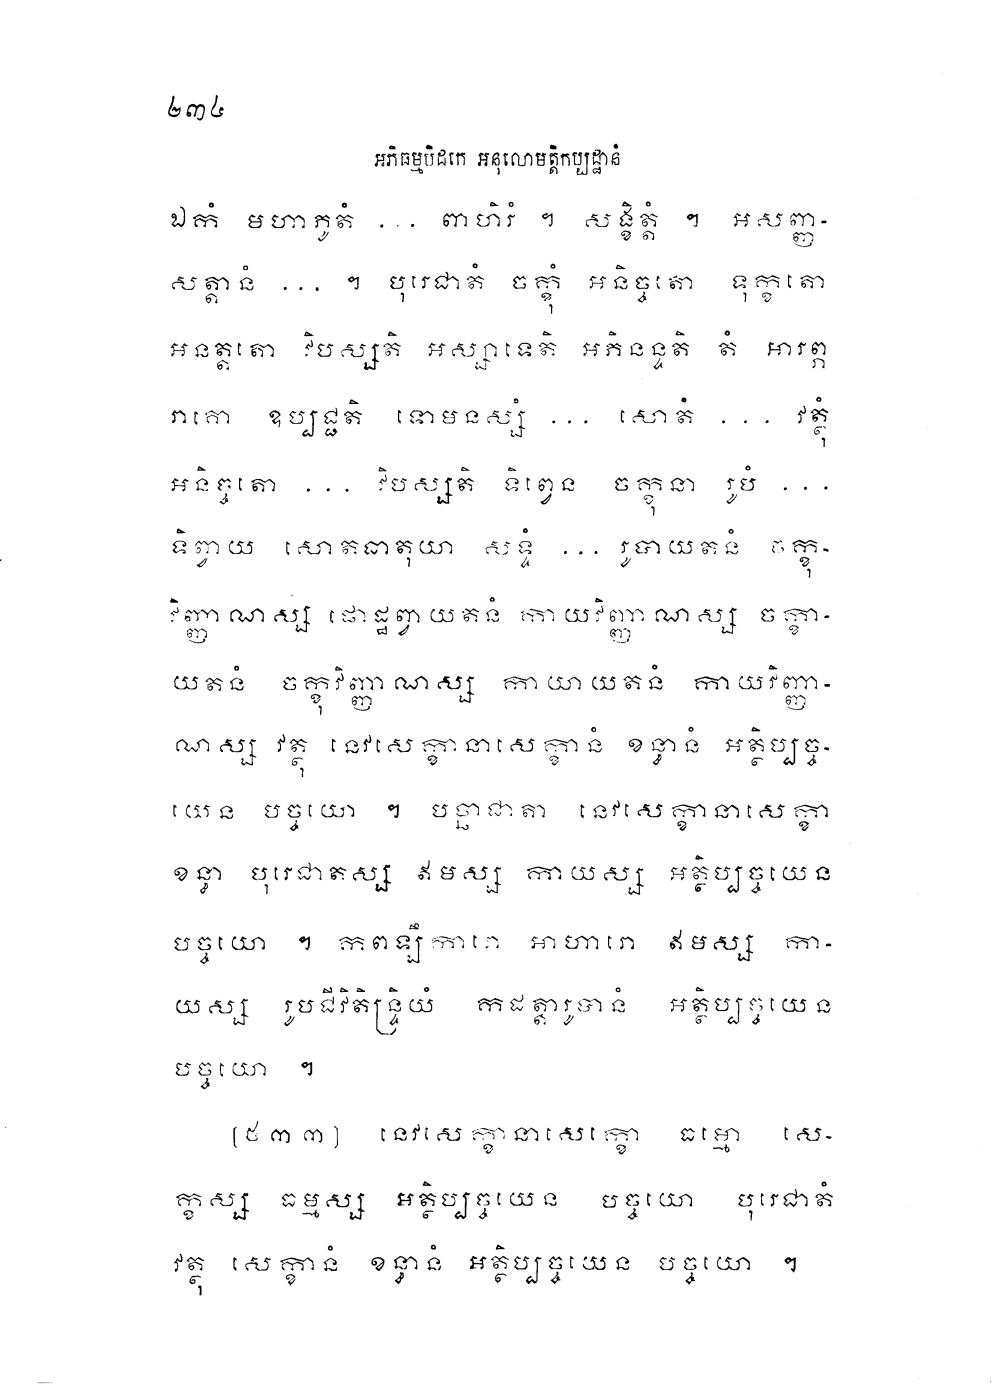 ២៣៤
អភិធម្មបិដកេ អនុលោមត្តិកប្បដ្ឋានំ
ឯកំ មហាភូតំ ... ពាហិរំ ។ សង្ខិត្តំ ។ អសញ្ញ-
សត្តានំ ... ។ បុរេជាតំ ចក្ខុំ អនិច្ចតោ ទុក្ខតោ
អនត្តតោ វិបស្សតិ អស្សាទេតិ អភិនន្ទតិ តំ អារព្ភ
រាគោ ឧប្បជ្ជតិ ទោមនស្សំ ... សោតំ ... វត្ថុំ
អនិច្ចតោ ... វិបស្សតិ ទិព្វេន ចក្ខុនា រូបំ ...
ទិព្វាយ សោតធាតុយា សទ្ទំ ... រូបាយតនំ ចក្ខុ-
វិញ្ញាណស្ស ផោដ្ឋព្វាយតនំ កាយវិញ្ញាណស្ស ចក្ខា-
យតនំ ចក្ខុវិញ្ញាណស្ស កាយាយតនំ កាយវិញ្ញា-
ណស្ស វត្ថុ នេវសេក្ខានាសេក្ខានំ ខន្ធានំ អត្ថិប្បច្ច-
យេន បច្ចយោ ។ បច្ឆាជាតា នេវសេក្ខានាសេក្ខា
ខន្ធា បុរេជាតស្ស ឥមស្ស កាយស្ស អត្ថិប្បច្ចយេន
បច្ចយោ ។ កពឡីការោ អាហារោ ឥមស្ស កា-
យស្ស រូបជីវិតិន្ទ្រិយំ កដត្តារូបានំ អត្ថិប្បច្ចយេន
បច្ចយោ ។
[៥៣៣] នេវសេក្ខានាសេក្ខោ ធម្មោ សេ-
ក្ខស្ស ធម្មស្ស អត្ថិប្បច្ចយេន បច្ចយោ បុរេជាតំ
វត្ថុ សេក្ខានំ ខន្ធានំ អត្ថិប្បច្ចយេន បច្ចយោ ។